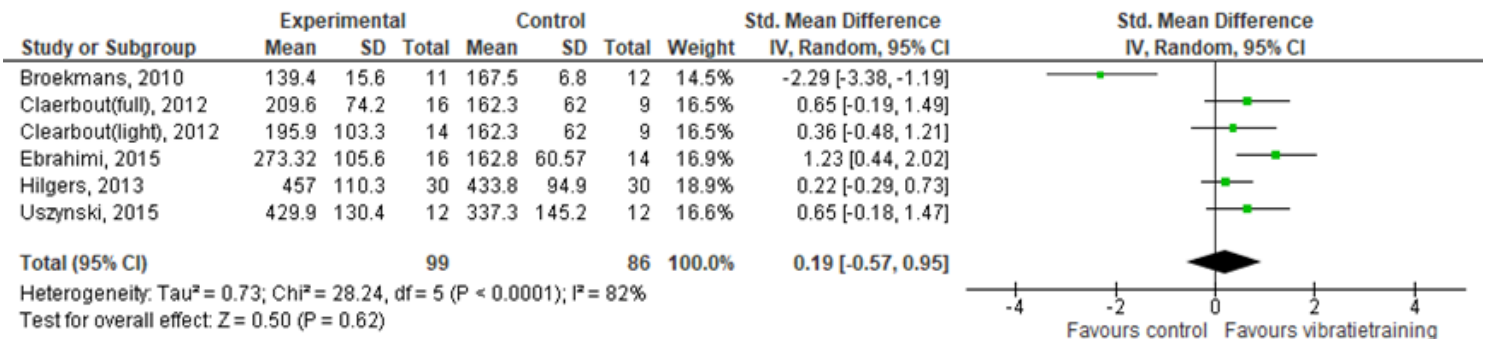 Experimental Control Std. Mean Difference Std. Mean Difference
Study or Subgroup Mean SD Total Mean SD Total Weight IV, Random, 95% CI IV, Random, 95% CI
Broekmans, 2010 139.4 15.6 11 167.5 6.8 12 14.5% -2.29 [-3.38, -1.19]
Claerbout(full), 2012 209.6 74.2 16 162.3 62 9 16.5% 0.65 [-0.19, 1.49]
Clearbout(light), 2012 195.9 103.3 14 162.3 62 9 16.5% 0.36 [-0.48, 1.21]
Ebrahimi, 2015 273.32 105.6 16 162.8 60.57 14 16.9% 1.23 [0.44, 2.02]
Hilgers, 2013 457 110.3 30 433.8 94.9 30 18.9% 0.22 [-0.29, 0.73]
Uszynski, 2015 429.9 130.4 12 337.3 145.2 12 16.6% 0.65 [-0.18, 1.47]
Total (95% CI) 99 86 100.0% 0.19 [-0.57, 0.95]
Heterogeneity: Tau² = 0.73; Chi² = 28.24, df = 5 (P < 0.0001); I² = 82%
Test for overall effect: Z = 0.50 (P = 0.62)
-4 -2 0 2 4
Favours control Favours vibratietraining